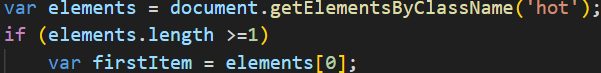 var elements = document.getElementsByClassName('hot');
if (elements.length >=1)
    var firstItem = elements[0];